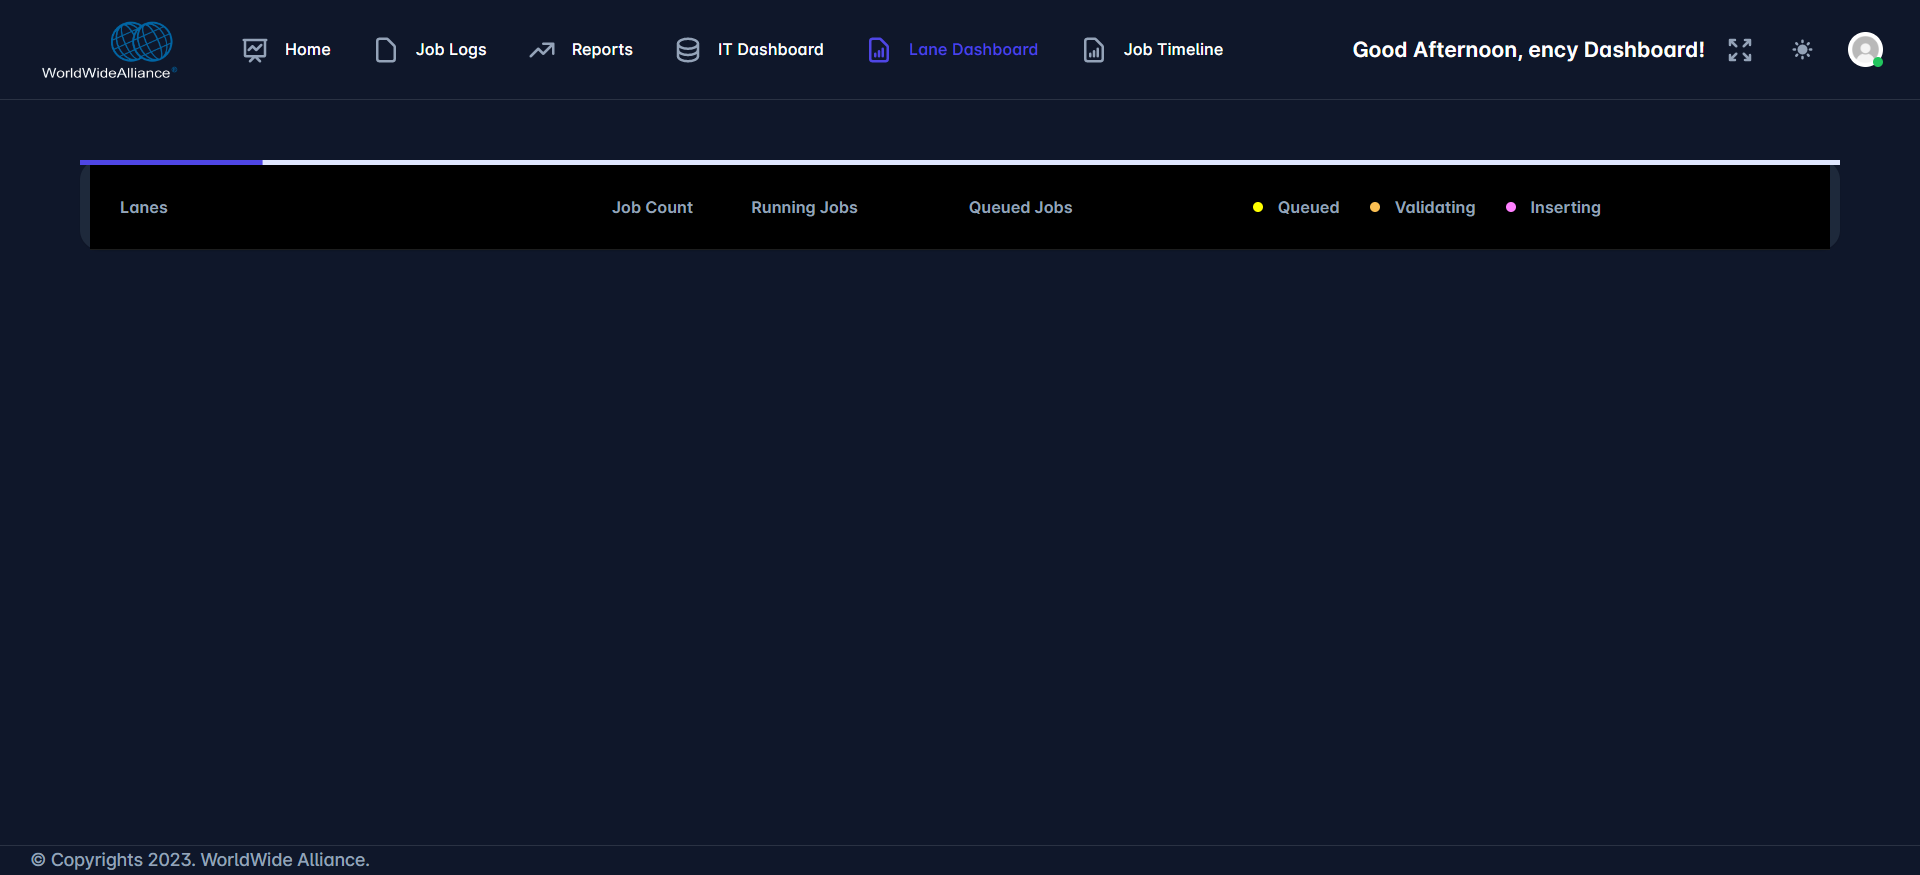 WorldWideAlliance
Home
Job Logs
Reports
IT Dashboard
Lane Dashboard
Job Timeline
Good Afternoon, ency Dashboard!
Lanes
Job Count
Running Jobs
Queued Jobs
Queued
Validating
Inserting
© Copyrights 2023. WorldWide Alliance.